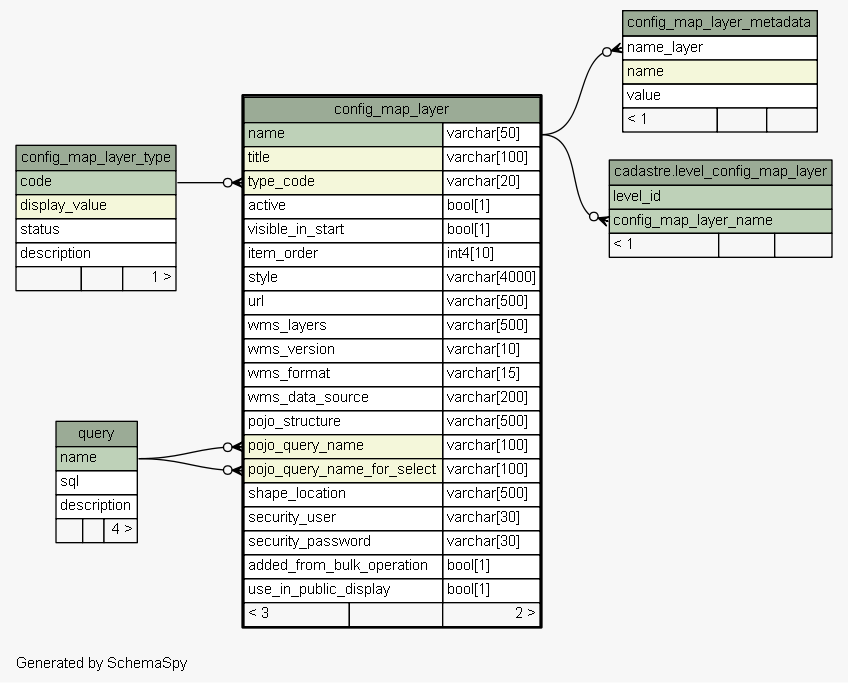 config_map_layer_metadata
name_layer
name
value
< 1
config_map_layer
name varchar[50]
title varchar[100]
type_code varchar[20]
active bool[1]
visible_in_start bool[1]
item_order int4[10]
style varchar[4000]
url varchar[500]
wms_layers varchar[500]
wms_version varchar[10]
wms_format varchar[15]
wms_data_source varchar[200]
pojo_structure varchar[500]
pojo_query_name varchar[100]
pojo_query_name_for_select varchar[100]
shape_location varchar[500]
security_user varchar[30]
security_password varchar[30]
added_from_bulk_operation bool[1]
use_in_public_display bool[1]
< 3 2 >
config_map_layer_type
code
display_value
status
description
1 >
cadastre.level_config_map_layer
level_id
config_map_layer_name
< 1
query
name
sql
description
4 >
Generated by SchemaSpy